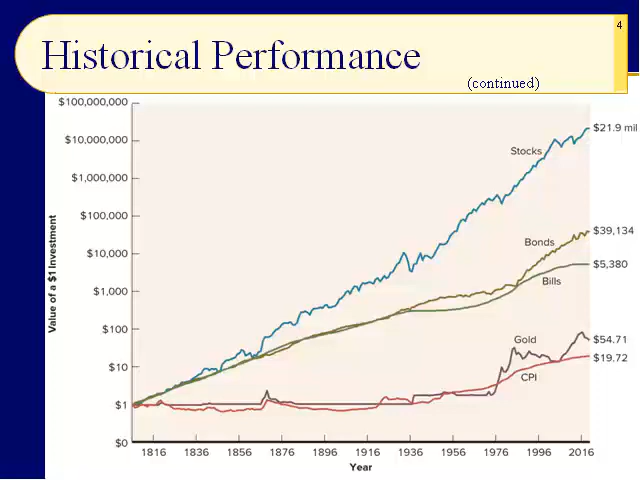 4
Historical Performance
(continued)
$100,000,000
$10,000,000
$1,000,000
$100,000
$10,000
$1,000
$100
$10
$1
$0
Value of a $1 Investment
Stocks
$21.9 mil
Bonds
$39,134
Bills
$5,380
Gold
$54.71
CPI
$19.72
1816 1836 1856 1876 1896 1916 1936 1956 1976 1996 2016
Year